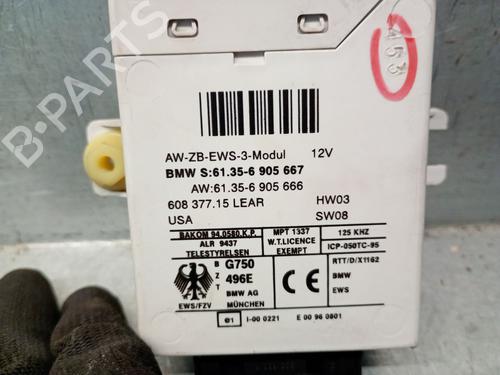 453
AW-ZB-EWS-3-Modul 12V
BMW S:61.35-6 905 667
AW:61.35-6 905 666
608 377.15 LEAR HW03
USA SW08
BAKOM 94.0580.K.P. MPT 1337 125 KHZ
ALR 9437 W.T.LICENCE ICP-050TC-95
TELESTYRELSEN EXEMPT
B G750 CE RTT/D/X1162
Z 496E BMW
T BMW AG EWS
EWS/FZV MÜNCHEN
e1 I-00 0221 E 00 96 0801
B-PARTS